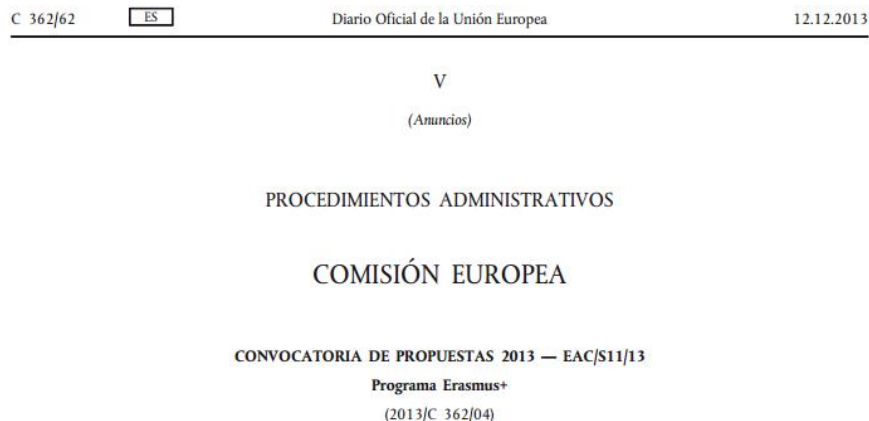 C 362/62 ES Diario Oficial de la Unión Europea 12.12.2013
V
(Anuncios)
PROCEDIMIENTOS ADMINISTRATIVOS
COMISIÓN EUROPEA
CONVOCATORIA DE PROPUESTAS 2013 — EAC/S11/13
Programa Erasmus+
(2013/C 362/04)